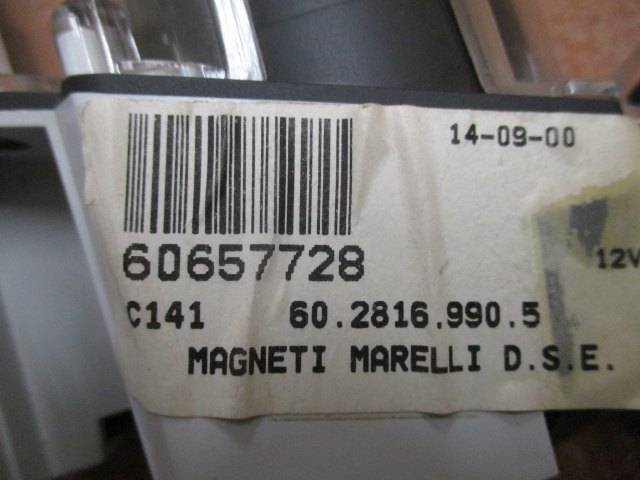 14-09-00
60657728
12V
C141 60.2816.990.5
MAGNETI MARELLI D.S.E.